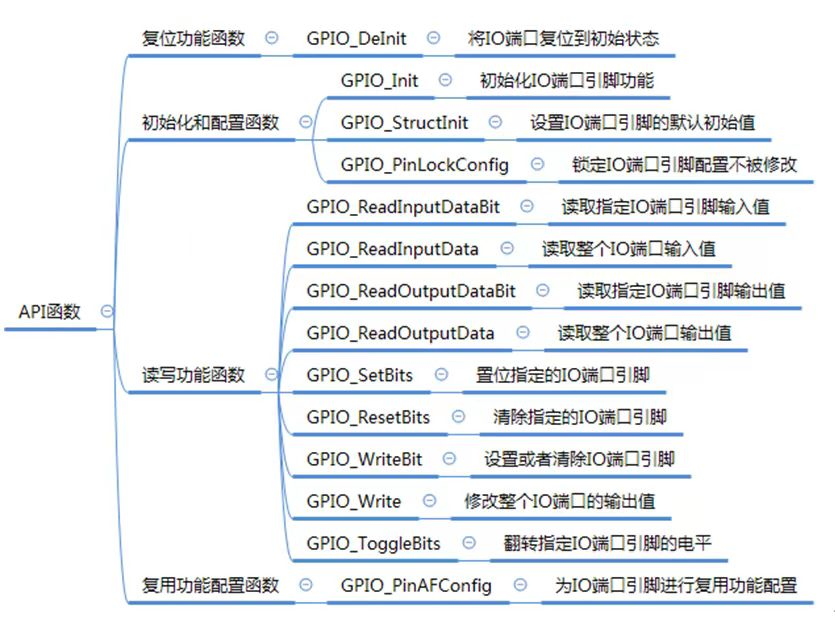 复位功能函数 GPIO_DeInit 将IO端口复位到初始状态
GPIO_Init 初始化IO端口引脚功能
初始化和配置函数 GPIO_StructInit 设置IO端口引脚的默认初始值
GPIO_PinLockConfig 锁定IO端口引脚配置不被修改
GPIO_ReadInputDataBit 读取指定IO端口引脚输入值
GPIO_ReadInputData 读取整个IO端口输入值
GPIO_ReadOutputDataBit 读取指定IO端口引脚输出值
API函数
GPIO_ReadOutputData 读取整个IO端口输出值
读写功能函数 GPIO_SetBits 置位指定的IO端口引脚
GPIO_ResetBits 清除指定的IO端口引脚
GPIO_WriteBit 设置或者清除IO端口引脚
GPIO_Write 修改整个IO端口的输出值
GPIO_ToggleBits 翻转指定IO端口引脚的电平
复用功能配置函数 GPIO_PinAFConfig 为IO端口引脚进行复用功能配置